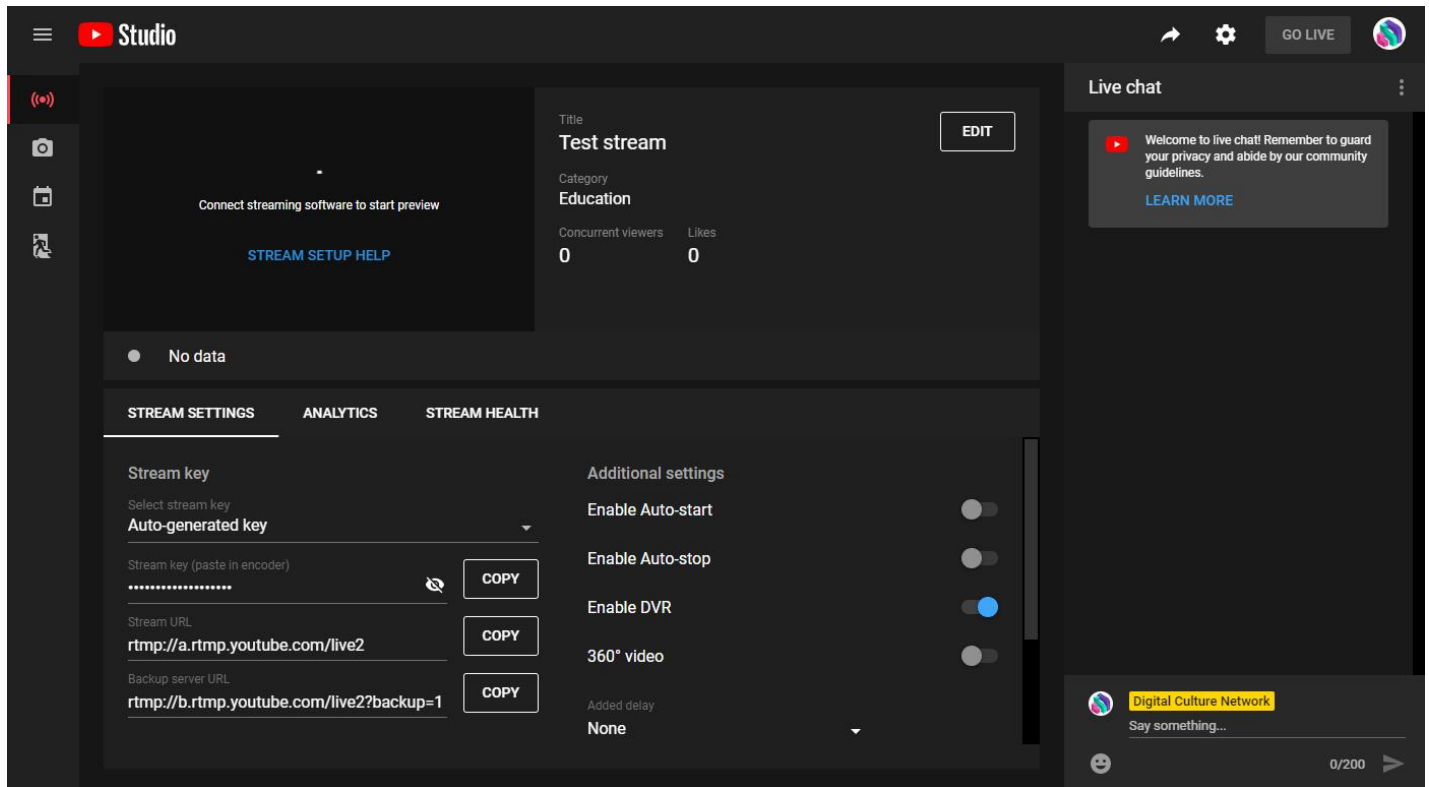 Studio
GO LIVE
Connect streaming software to start preview
STREAM SETUP HELP
Title
Test stream
EDIT
Category
Education
Concurrent viewers Likes
0 0
No data
STREAM SETTINGS ANALYTICS STREAM HEALTH
Stream key
Select stream key
Auto-generated key
Stream key (paste in encoder)
•••••••••••••••••••
COPY
Stream URL
rtmp://a.rtmp.youtube.com/live2
COPY
Backup server URL
rtmp://b.rtmp.youtube.com/live2?backup=1
COPY
Additional settings
Enable Auto-start
Enable Auto-stop
Enable DVR
360° video
Added delay
None
Live chat
Welcome to live chat! Remember to guard
your privacy and abide by our community
guidelines.
LEARN MORE
Digital Culture Network
Say something...
0/200